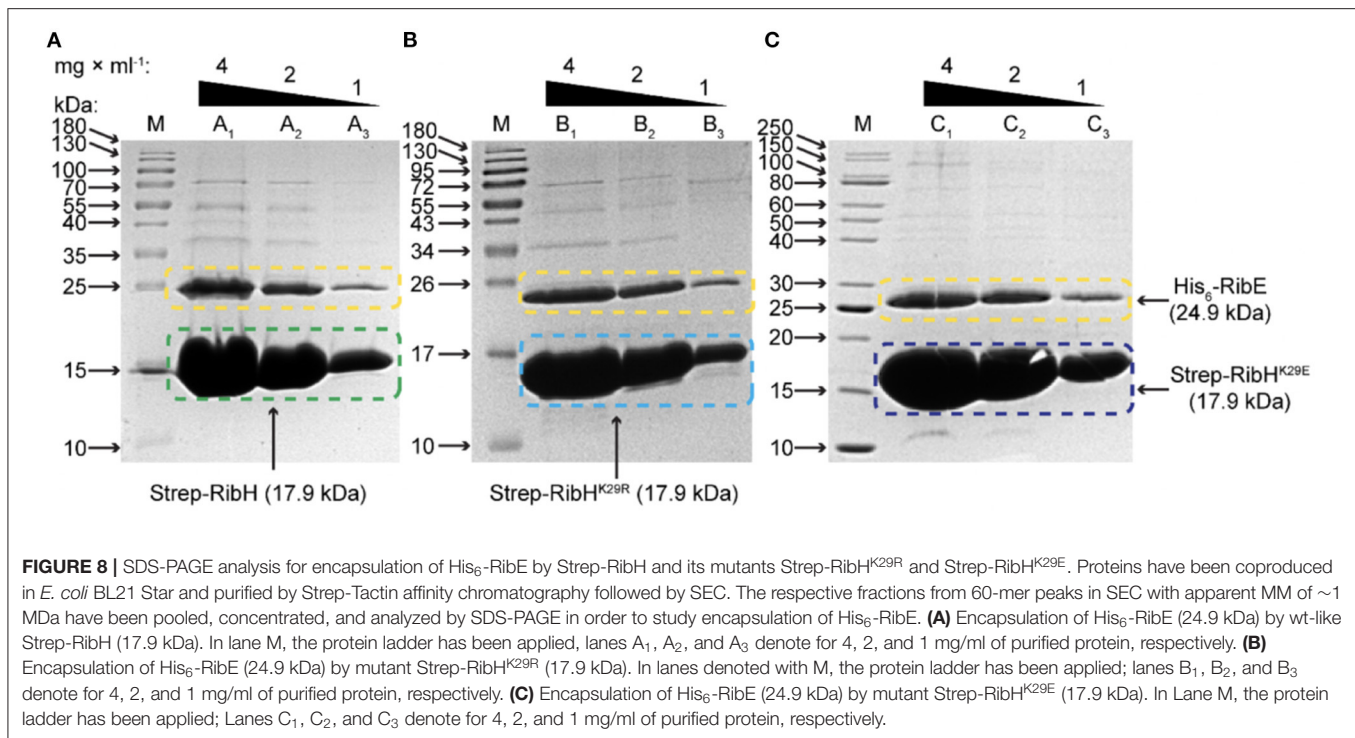 A
B
C
mg × ml⁻¹:
4
2
1
4
2
1
4
2
1
kDa:
M
A₁
A₂
A₃
M
B₁
B₂
B₃
M
C₁
C₂
C₃
180
130
100
70
55
43
35
25
15
10
180
130
95
72
55
43
34
26
17
10
250
150
100
80
60
50
40
30
25
20
15
10
His₆-RibE
(24.9 kDa)
Strep-RibHᴷ²⁹ᴱ
(17.9 kDa)
Strep-RibH (17.9 kDa)
Strep-RibHᴷ²⁹ᴿ (17.9 kDa)
FIGURE 8 | SDS-PAGE analysis for encapsulation of His₆-RibE by Strep-RibH and its mutants Strep-RibHᴷ²⁹ᴿ and Strep-RibHᴷ²⁹ᴱ. Proteins have been coproduced
in E. coli BL21 Star and purified by Strep-Tactin affinity chromatography followed by SEC. The respective fractions from 60-mer peaks in SEC with apparent MM of ~1
MDa have been pooled, concentrated, and analyzed by SDS-PAGE in order to study encapsulation of His₆-RibE. (A) Encapsulation of His₆-RibE (24.9 kDa) by wt-like
Strep-RibH (17.9 kDa). In lane M, the protein ladder has been applied, lanes A₁, A₂, and A₃ denote for 4, 2, and 1 mg/ml of purified protein, respectively. (B)
Encapsulation of His₆-RibE (24.9 kDa) by mutant Strep-RibHᴷ²⁹ᴿ (17.9 kDa). In lanes denoted with M, the protein ladder has been applied; lanes B₁, B₂, and B₃
denote for 4, 2, and 1 mg/ml of purified protein, respectively. (C) Encapsulation of His₆-RibE (24.9 kDa) by mutant Strep-RibHᴷ²⁹ᴱ (17.9 kDa). In Lane M, the protein
ladder has been applied; Lanes C₁, C₂, and C₃ denote for 4, 2, and 1 mg/ml of purified protein, respectively.